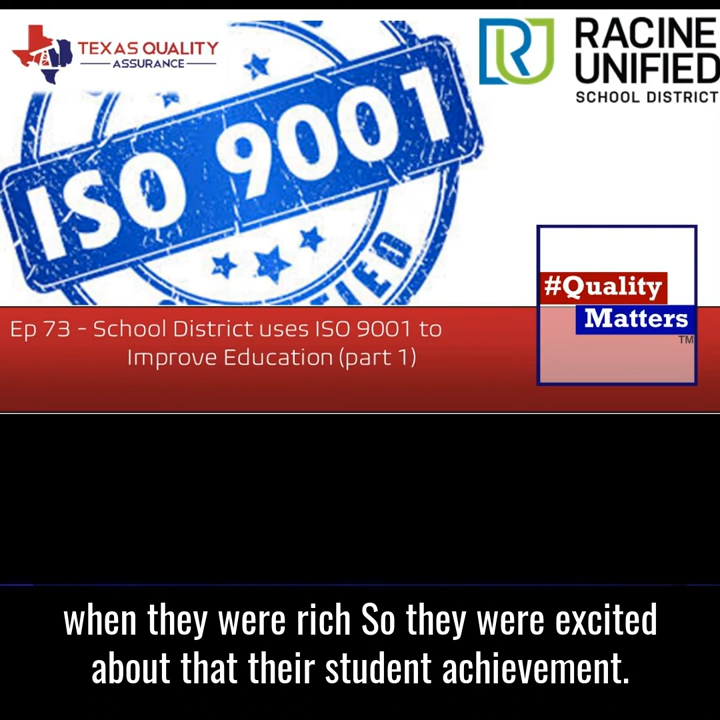 TEXAS QUALITY
ASSURANCE
RACINE
UNIFIED
SCHOOL DISTRICT
ISO 9001
#Quality
Matters
TM
Ep 73 - School District uses ISO 9001 to
Improve Education (part 1)
when they were rich So they were excited
about that their student achievement.